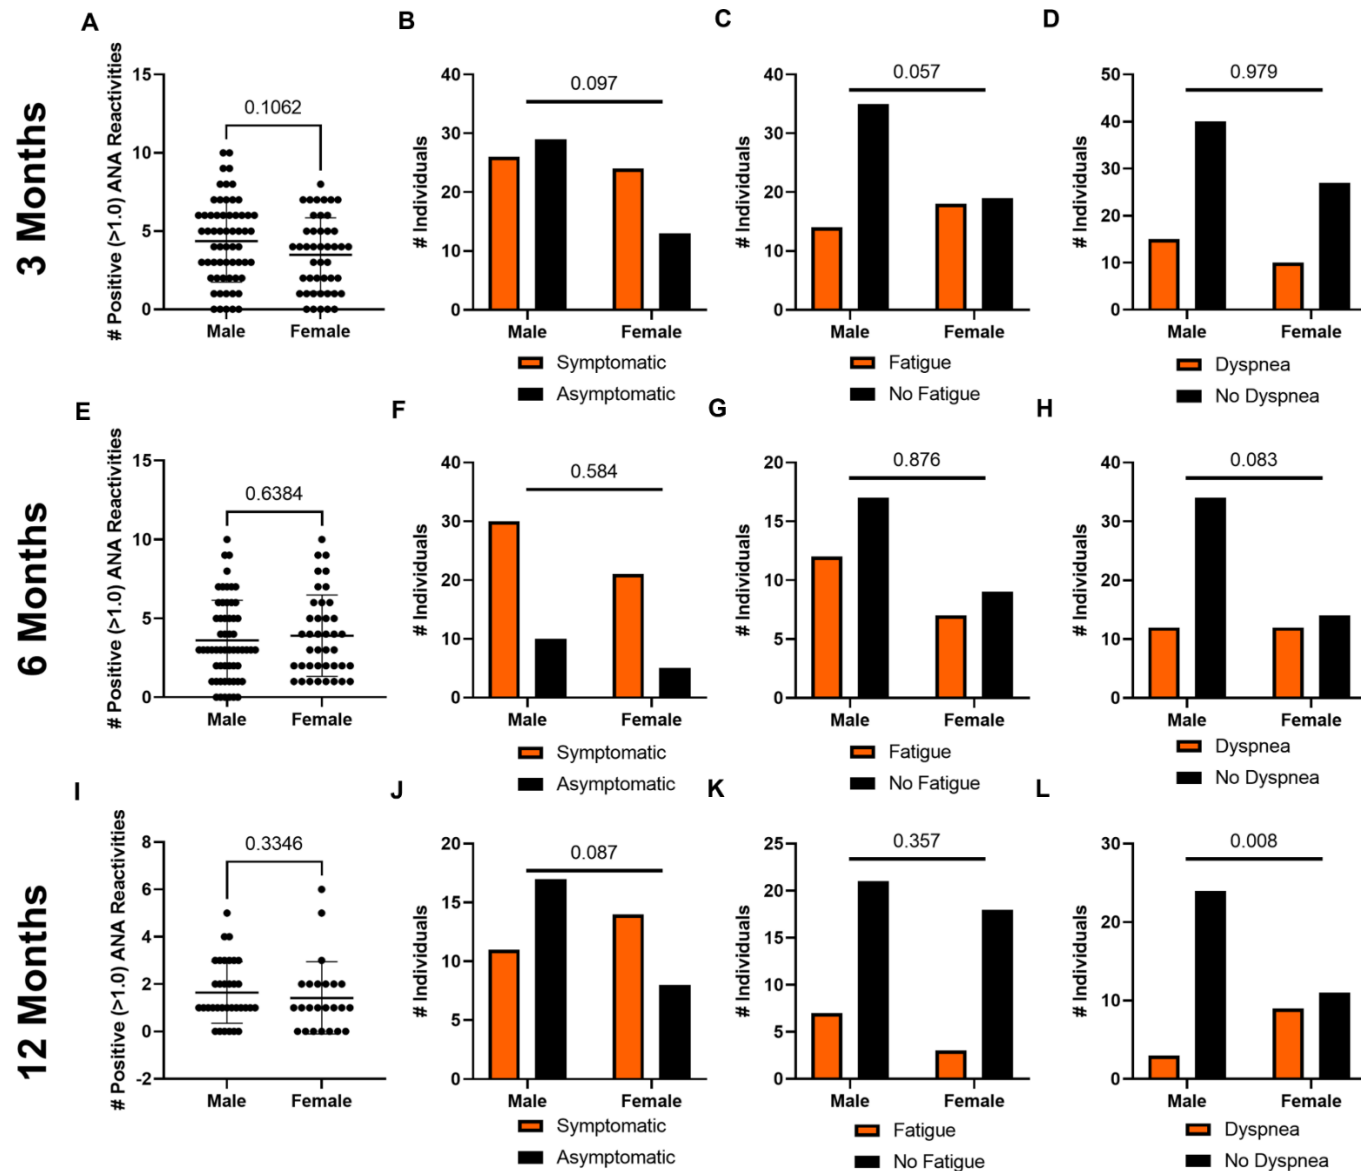 3 Months
A
# Positive (>1.0) ANA Reactivities
15
10
5
0
0.1062
Male
Female
B
# Individuals
40
30
20
10
0
0.097
Male
Female
Symptomatic
Asymptomatic
C
# Individuals
40
30
20
10
0
0.057
Male
Female
Fatigue
No Fatigue
D
# Individuals
50
40
30
20
10
0
0.979
Male
Female
Dyspnea
No Dyspnea
6 Months
E
# Positive (>1.0) ANA Reactivities
15
10
5
0
0.6384
Male
Female
F
# Individuals
40
30
20
10
0
0.584
Male
Female
Symptomatic
Asymptomatic
G
# Individuals
20
15
10
5
0
0.876
Male
Female
Fatigue
No Fatigue
H
# Individuals
40
30
20
10
0
0.083
Male
Female
Dyspnea
No Dyspnea
12 Months
I
# Positive (>1.0) ANA Reactivities
8
6
4
2
0
-2
0.3346
Male
Female
J
# Individuals
20
15
10
5
0
0.087
Male
Female
Symptomatic
Asymptomatic
K
# Individuals
25
20
15
10
5
0
0.357
Male
Female
Fatigue
No Fatigue
L
# Individuals
30
20
10
0
0.008
Male
Female
Dyspnea
No Dyspnea